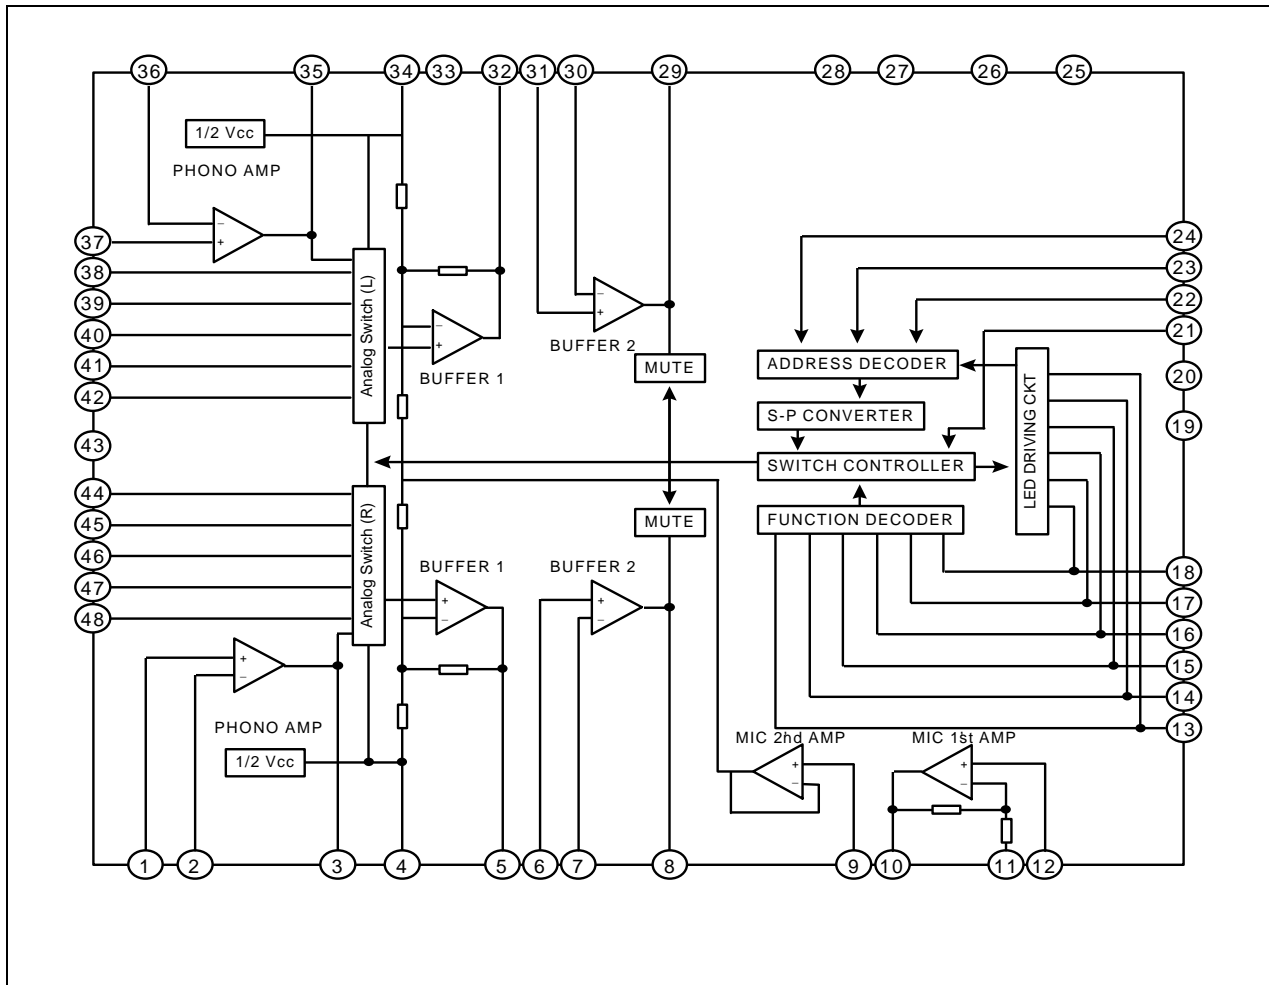 36 35 34 33 32 31 30 29 28 27 26 25
1/2 Vcc
PHONO AMP
−
+
37
24
38
23
39
22
40
21
41
20
42
19
43
Analog Switch (L)
−
+
BUFFER 1
−
+
BUFFER 2
MUTE
ADDRESS DECODER
S-P CONVERTER
SWITCH CONTROLLER
FUNCTION DECODER
LED DRIVING CKT
44
45
46
47
48
Analog Switch (R)
BUFFER 1
+
−
BUFFER 2
+
−
MUTE
18
17
16
15
14
13
+
−
PHONO AMP
1/2 Vcc
MIC 2hd AMP
+
−
MIC 1st AMP
+
−
1 2 3 4 5 6 7 8 9 10 11 12